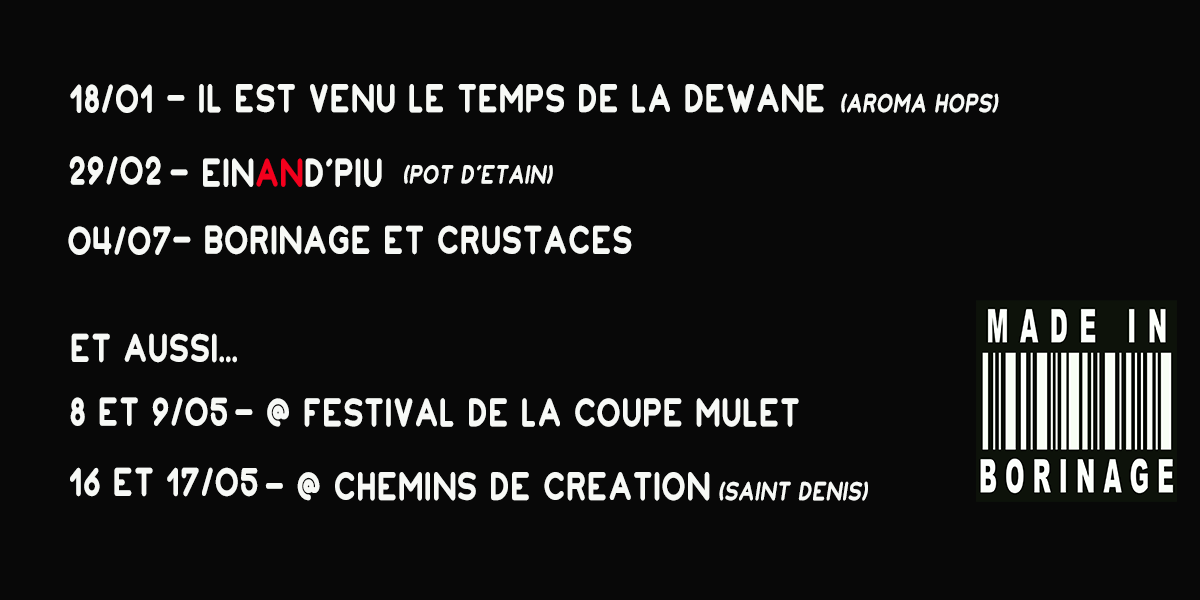 18/01 - IL EST VENU LE TEMPS DE LA DEWANE (AROMA HOPS)
29/02 - EINAND'PIU (POT D'ETAIN)
04/07- BORINAGE ET CRUSTACES
ET AUSSI...
8 ET 9/05- @ FESTIVAL DE LA COUPE MULET
16 ET 17/05- @ CHEMINS DE CREATION (SAINT DENIS)
MADE IN
BORINAGE